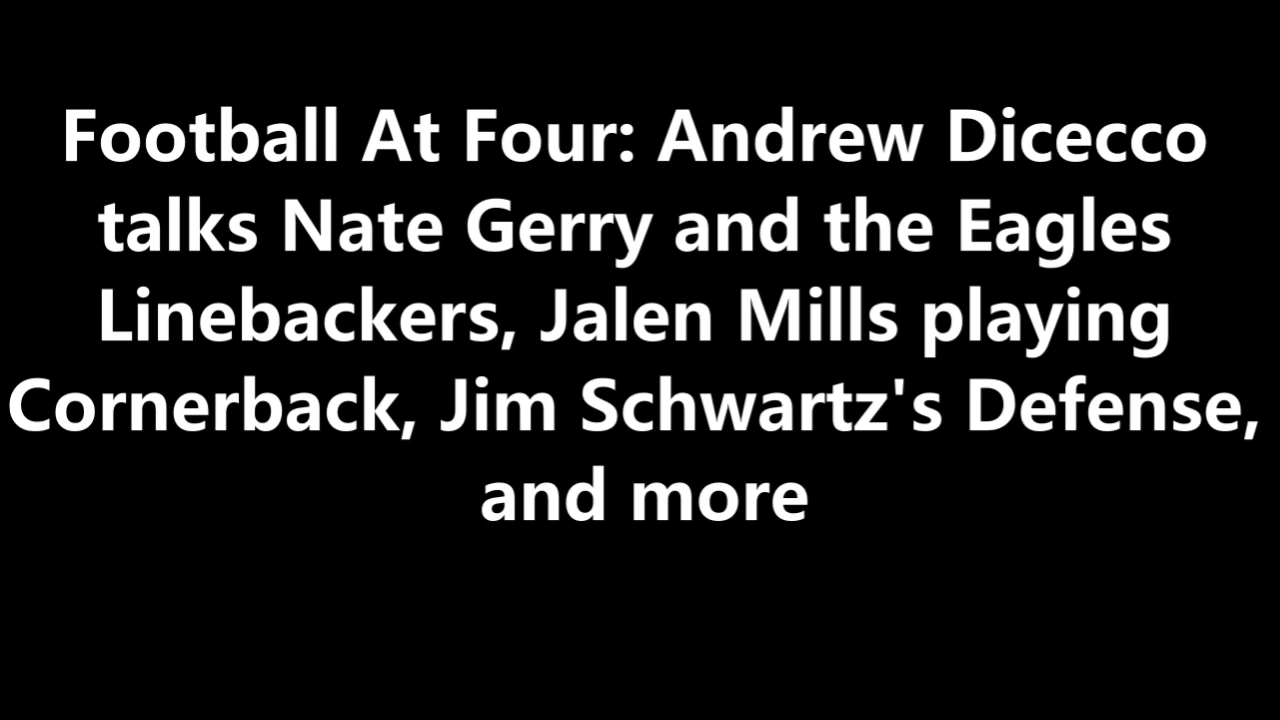 Football At Four: Andrew Dicecco
talks Nate Gerry and the Eagles
Linebackers, Jalen Mills playing
Cornerback, Jim Schwartz's Defense,
and more